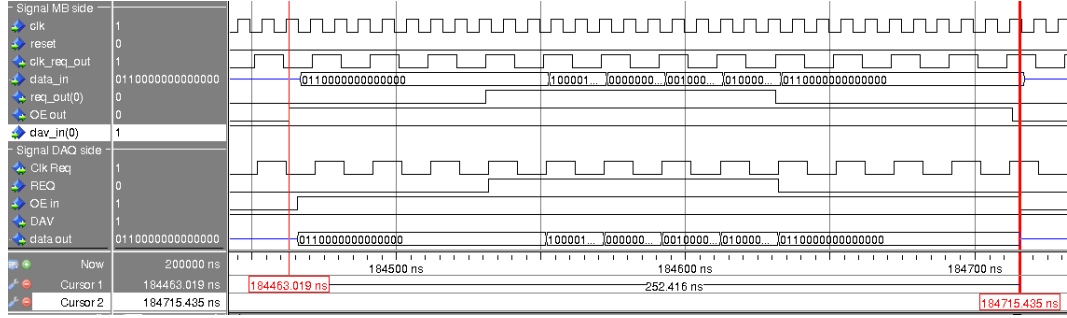 Signal MB side
clk 1
reset 0
clk_req_out 1
data_in 0110000000000000 0110000000000000 100001... 0000000... 001000... 010000... 0110000000000000
req_out(0) 0
OE out 0
dav_in(0) 1
Signal DAQ side
Clk Req 1
REQ 0
OE in 1
DAV 1
data out 0110000000000000 0110000000000000 100001... 000000... 0010000... 010000... 0110000000000000
Now 200000 ns 184500 ns 184600 ns 184700 ns
Cursor 1 184463.019 ns 184463.019 ns 252.416 ns
Cursor 2 184715.435 ns 184715.435 ns